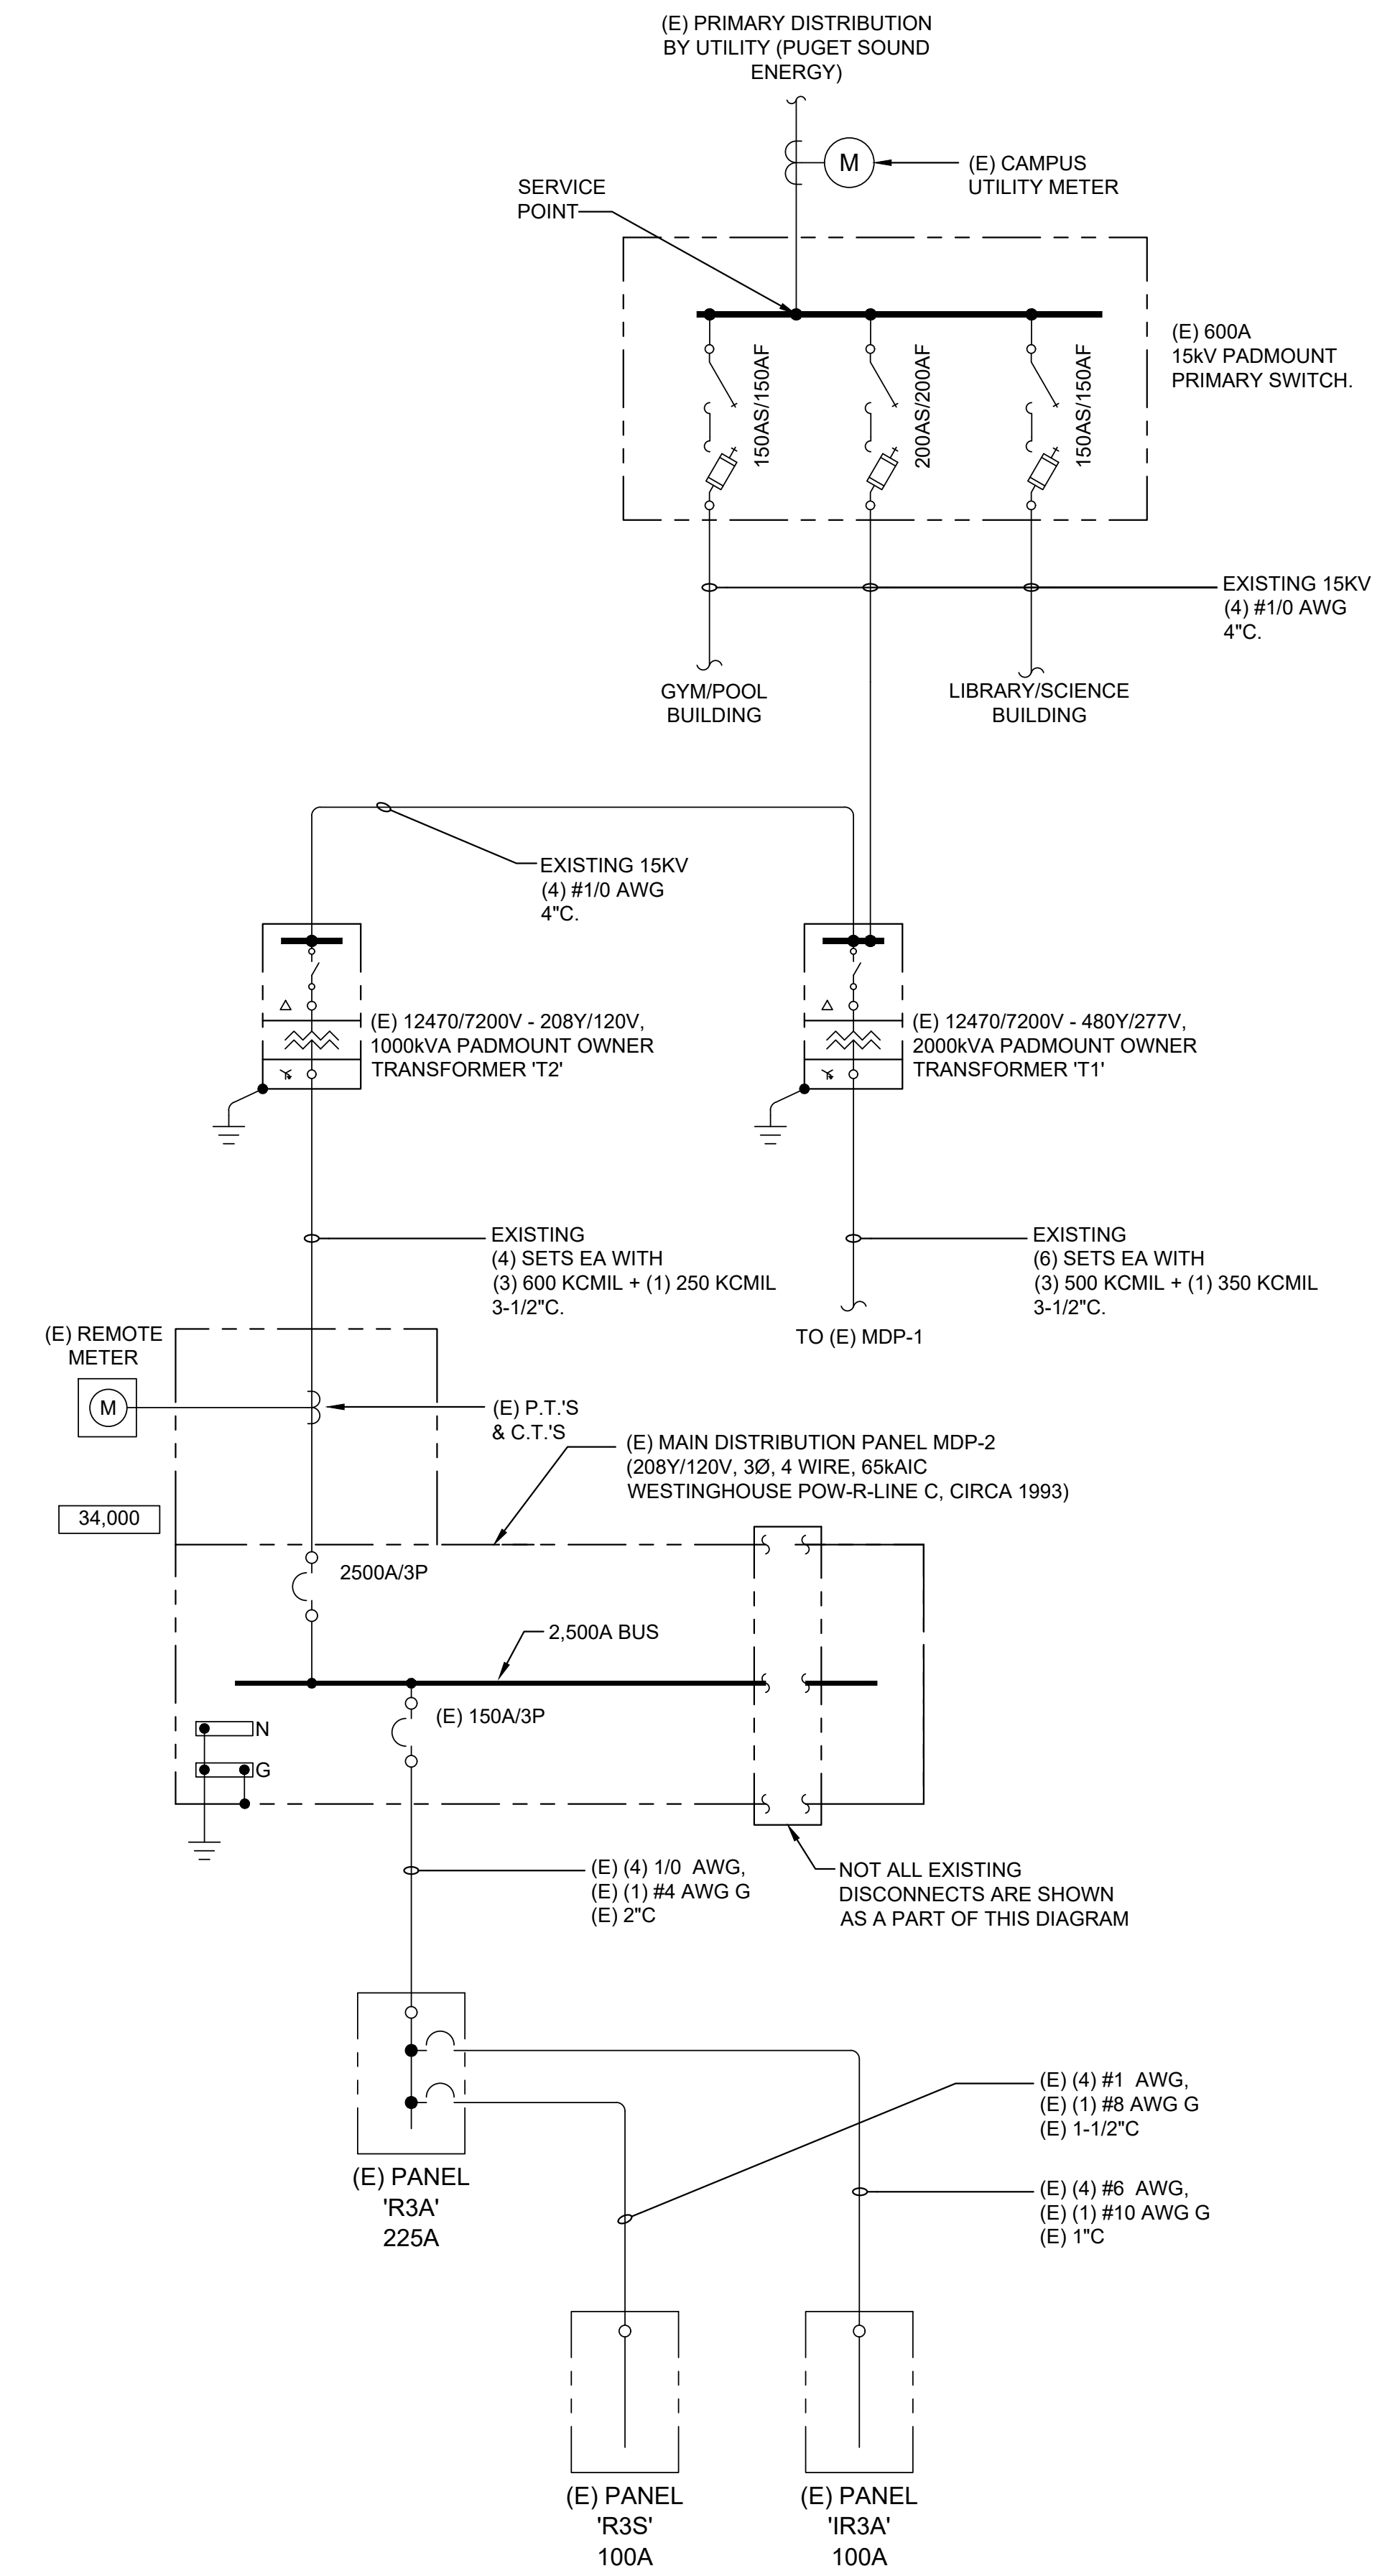 (E) PRIMARY DISTRIBUTION
BY UTILITY (PUGET SOUND
ENERGY)
M
(E) CAMPUS
UTILITY METER
SERVICE
POINT
150AS/150AF
200AS/200AF
150AS/150AF
(E) 600A
15kV PADMOUNT
PRIMARY SWITCH.
EXISTING 15KV
(4) #1/0 AWG
4"C.
GYM/POOL
BUILDING
LIBRARY/SCIENCE
BUILDING
EXISTING 15KV
(4) #1/0 AWG
4"C.
(E) 12470/7200V - 208Y/120V,
1000kVA PADMOUNT OWNER
TRANSFORMER 'T2'
(E) 12470/7200V - 480Y/277V,
2000kVA PADMOUNT OWNER
TRANSFORMER 'T1'
EXISTING
(4) SETS EA WITH
(3) 600 KCMIL + (1) 250 KCMIL
3-1/2"C.
EXISTING
(6) SETS EA WITH
(3) 500 KCMIL + (1) 350 KCMIL
3-1/2"C.
TO (E) MDP-1
(E) REMOTE
METER
M
(E) P.T.'S
& C.T.'S
(E) MAIN DISTRIBUTION PANEL MDP-2
(208Y/120V, 3Ø, 4 WIRE, 65kAIC
WESTINGHOUSE POW-R-LINE C, CIRCA 1993)
34,000
2500A/3P
2,500A BUS
(E) 150A/3P
N
G
(E) (4) 1/0 AWG,
(E) (1) #4 AWG G
(E) 2"C
NOT ALL EXISTING
DISCONNECTS ARE SHOWN
AS A PART OF THIS DIAGRAM
(E) PANEL
'R3A'
225A
(E) (4) #1 AWG,
(E) (1) #8 AWG G
(E) 1-1/2"C
(E) (4) #6 AWG,
(E) (1) #10 AWG G
(E) 1"C
(E) PANEL
'R3S'
100A
(E) PANEL
'IR3A'
100A